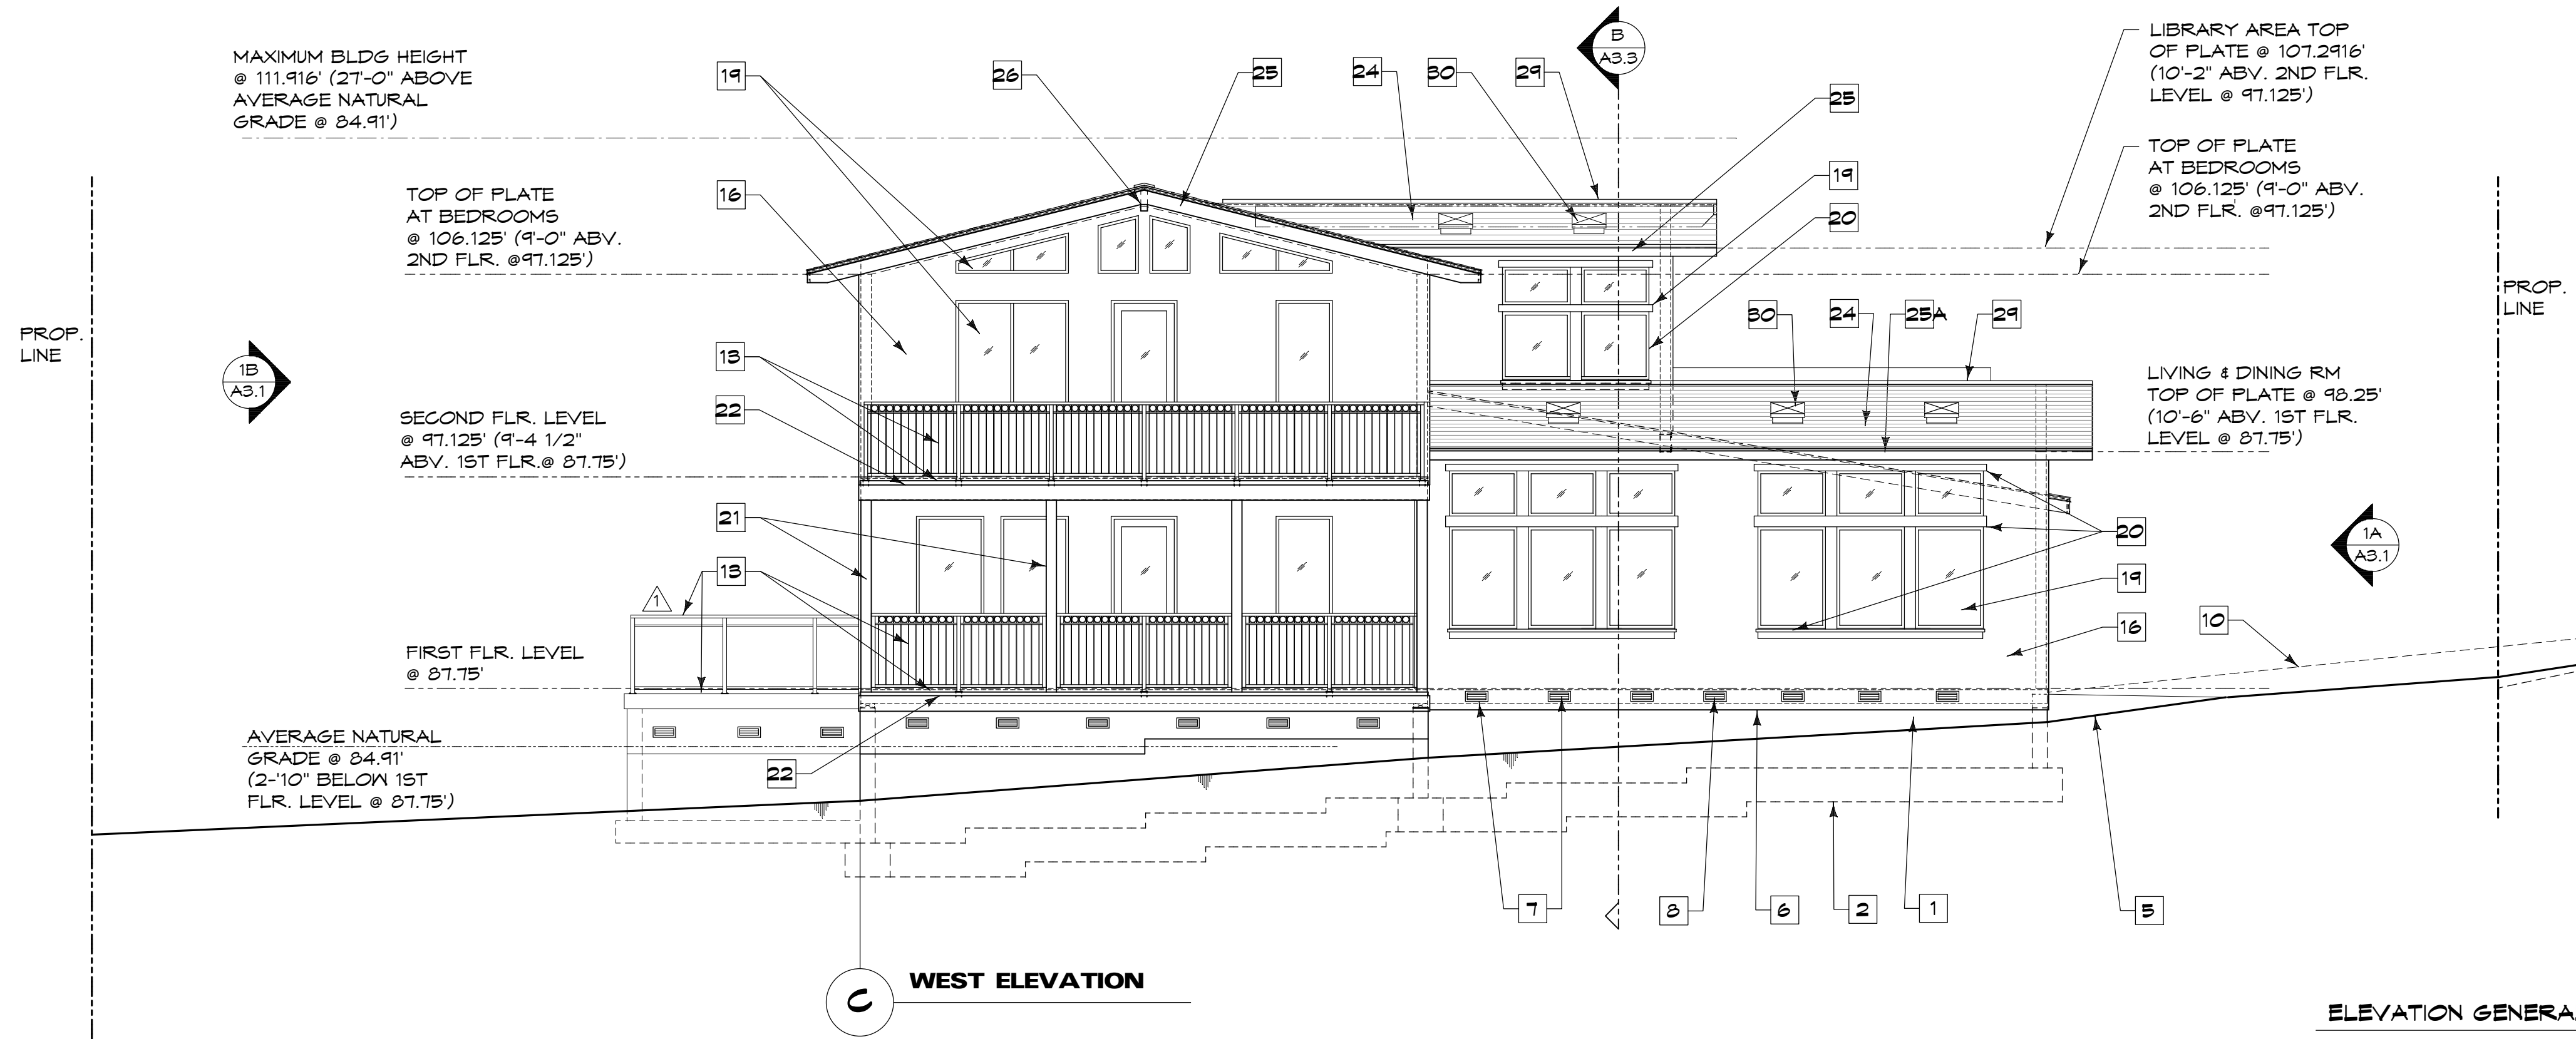 MAXIMUM BLDG HEIGHT
@ 111.916' (27'-0" ABOVE
AVERAGE NATURAL
GRADE @ 84.91')
19
26
25
24
30
29
B
A3.3
25
LIBRARY AREA TOP
OF PLATE @ 107.2916'
(10'-2" ABV. 2ND FLR.
LEVEL @ 97.125')
TOP OF PLATE
AT BEDROOMS
@ 106.125' (9'-0" ABV.
2ND FLR. @97.125')
16
19
20
TOP OF PLATE
AT BEDROOMS
@ 106.125' (9'-0" ABV.
2ND FLR. @97.125')
PROP.
LINE
PROP.
LINE
1B
A3.1
13
30
24
25A
29
22
SECOND FLR. LEVEL
@ 97.125' (9'-4 1/2"
ABV. 1ST FLR.@ 87.75')
LIVING & DINING RM
TOP OF PLATE @ 98.25'
(10'-6" ABV. 1ST FLR.
LEVEL @ 87.75')
21
20
1A
A3.1
13
19
1
16
10
FIRST FLR. LEVEL
@ 87.75'
AVERAGE NATURAL
GRADE @ 84.91'
(2-'10" BELOW 1ST
FLR. LEVEL @ 87.75')
22
7
8
6
2
1
5
C
WEST ELEVATION
ELEVATION GENERA